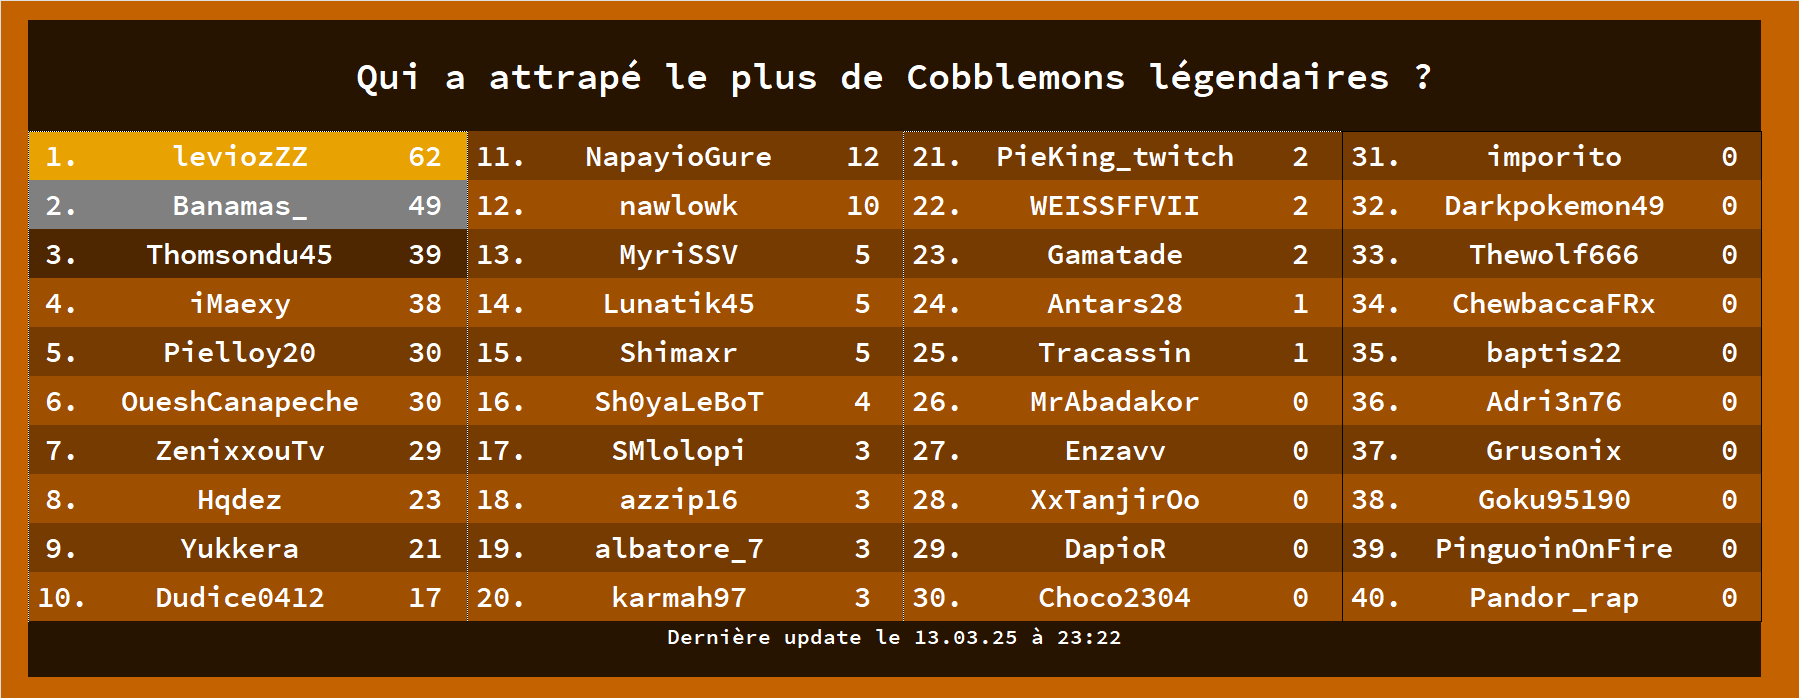 Qui a attrapé le plus de Cobblemons légendaires ?
1. leviozZZ 62
2. Banamas_ 49
3. Thomsondu45 39
4. iMaexy 38
5. Pielloy20 30
6. OueshCanapeche 30
7. ZenixxouTv 29
8. Hqdez 23
9. Yukkera 21
10. Dudice0412 17
11. NapayioGure 12
12. nawlowk 10
13. MyriSSV 5
14. Lunatik45 5
15. Shimaxr 5
16. Sh0yaLeBoT 4
17. SMlolopi 3
18. azzip16 3
19. albatore_7 3
20. karmah97 3
21. PieKing_twitch 2
22. WEISSFFVII 2
23. Gamatade 2
24. Antars28 1
25. Tracassin 1
26. MrAbadakor 0
27. Enzavv 0
28. XxTanjirOo 0
29. DapioR 0
30. Choco2304 0
31. imporito 0
32. Darkpokemon49 0
33. Thewolf666 0
34. ChewbaccaFRx 0
35. baptis22 0
36. Adri3n76 0
37. Grusonix 0
38. Goku95190 0
39. PinguoinOnFire 0
40. Pandor_rap 0
Dernière update le 13.03.25 à 23:22